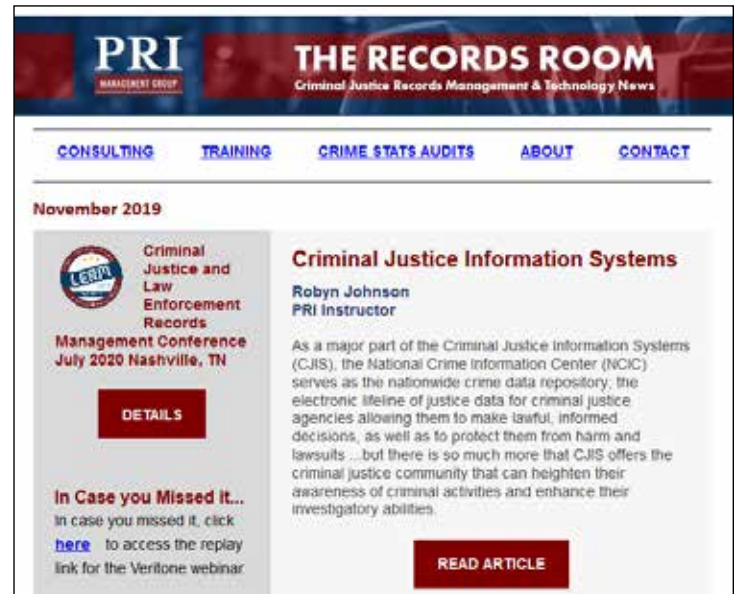 PRI
MANAGEMENT GROUP
THE RECORDS ROOM
Criminal Justice Records Management & Technology News
CONSULTING TRAINING CRIME STATS AUDITS ABOUT CONTACT
November 2019
LERM
Criminal
Justice and
Law
Enforcement
Records
Management Conference
July 2020 Nashville, TN
DETAILS
In Case you Missed it...
In case you missed it, click
here to access the replay
link for the Veritone webinar
Criminal Justice Information Systems
Robyn Johnson
PRI Instructor
As a major part of the Criminal Justice Information Systems
(CJIS), the National Crime Information Center (NCIC)
serves as the nationwide crime data repository; the
electronic lifeline of justice data for criminal justice
agencies allowing them to make lawful, informed
decisions, as well as to protect them from harm and
lawsuits ...but there is so much more that CJIS offers the
criminal justice community that can heighten their
awareness of criminal activities and enhance their
investigatory abilities.
READ ARTICLE